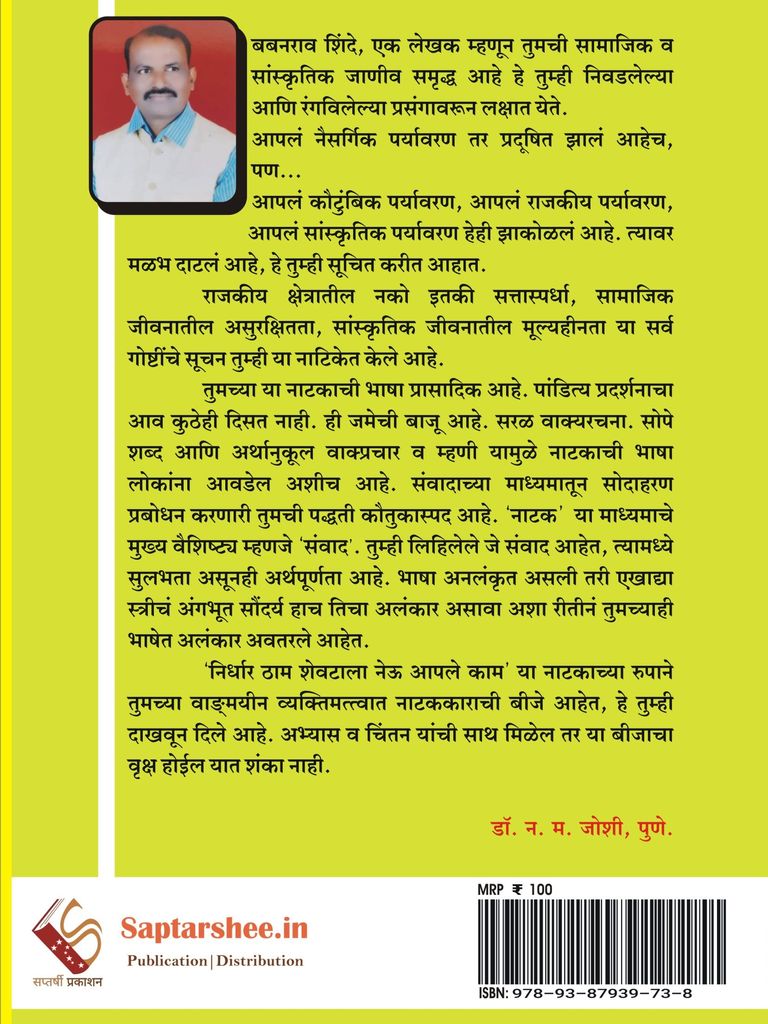 बबनराव शिंदे, एक लेखक म्हणून तुमची सामाजिक व
सांस्कृतिक जाणीव समृद्ध आहे हे तुम्ही निवडलेल्या
आणि रंगविलेल्या प्रसंगावरून लक्षात येते.
आपलं नैसर्गिक पर्यावरण तर प्रदूषित झालं आहेच,
पण...
आपलं कौटुंबिक पर्यावरण, आपलं राजकीय पर्यावरण,
आपलं सांस्कृतिक पर्यावरण हेही झाकोळलं आहे. त्यावर
मळभ दाटलं आहे, हे तुम्ही सूचित करीत आहात.
राजकीय क्षेत्रातील नको इतकी सत्तास्पर्धा, सामाजिक
जीवनातील असुरक्षितता, सांस्कृतिक जीवनातील मूल्यहीनता या सर्व
गोष्टींचे सूचन तुम्ही या नाटिकेत केले आहे.
तुमच्या या नाटकाची भाषा प्रासादिक आहे. पांडित्य प्रदर्शनाचा
आव कुठेही दिसत नाही. ही जमेची बाजू आहे. सरळ वाक्यरचना. सोपे
शब्द आणि अर्थानुकूल वाक्प्रचार व म्हणी यामुळे नाटकाची भाषा
लोकांना आवडेल अशीच आहे. संवादाच्या माध्यमातून सोदाहरण
प्रबोधन करणारी तुमची पद्धती कौतुकास्पद आहे. ‘नाटक’ या माध्यमाचे
मुख्य वैशिष्ट्य म्हणजे ‘संवाद’. तुम्ही लिहिलेले जे संवाद आहेत, त्यामध्ये
सुलभता असूनही अर्थपूर्णता आहे. भाषा अनलंकृत असली तरी एखाद्या
स्त्रीचं अंगभूत सौंदर्य हाच तिचा अलंकार असावा अशा रीतीनं तुमच्याही
भाषेत अलंकार अवतरले आहेत.
‘निर्धार ठाम शेवटाला नेऊ आपले काम’ या नाटकाच्या रुपाने
तुमच्या वाङ्मयीन व्यक्तिमत्त्वात नाटककाराची बीजे आहेत, हे तुम्ही
दाखवून दिले आहे. अभ्यास व चिंतन यांची साथ मिळेल तर या बीजाचा
वृक्ष होईल यात शंका नाही.
डॉ. न. म. जोशी, पुणे.
MRP ₹ 100
Saptarshee.in
Publication|Distribution
सप्तर्षी प्रकाशन
ISBN: 978-93-87939-73-8